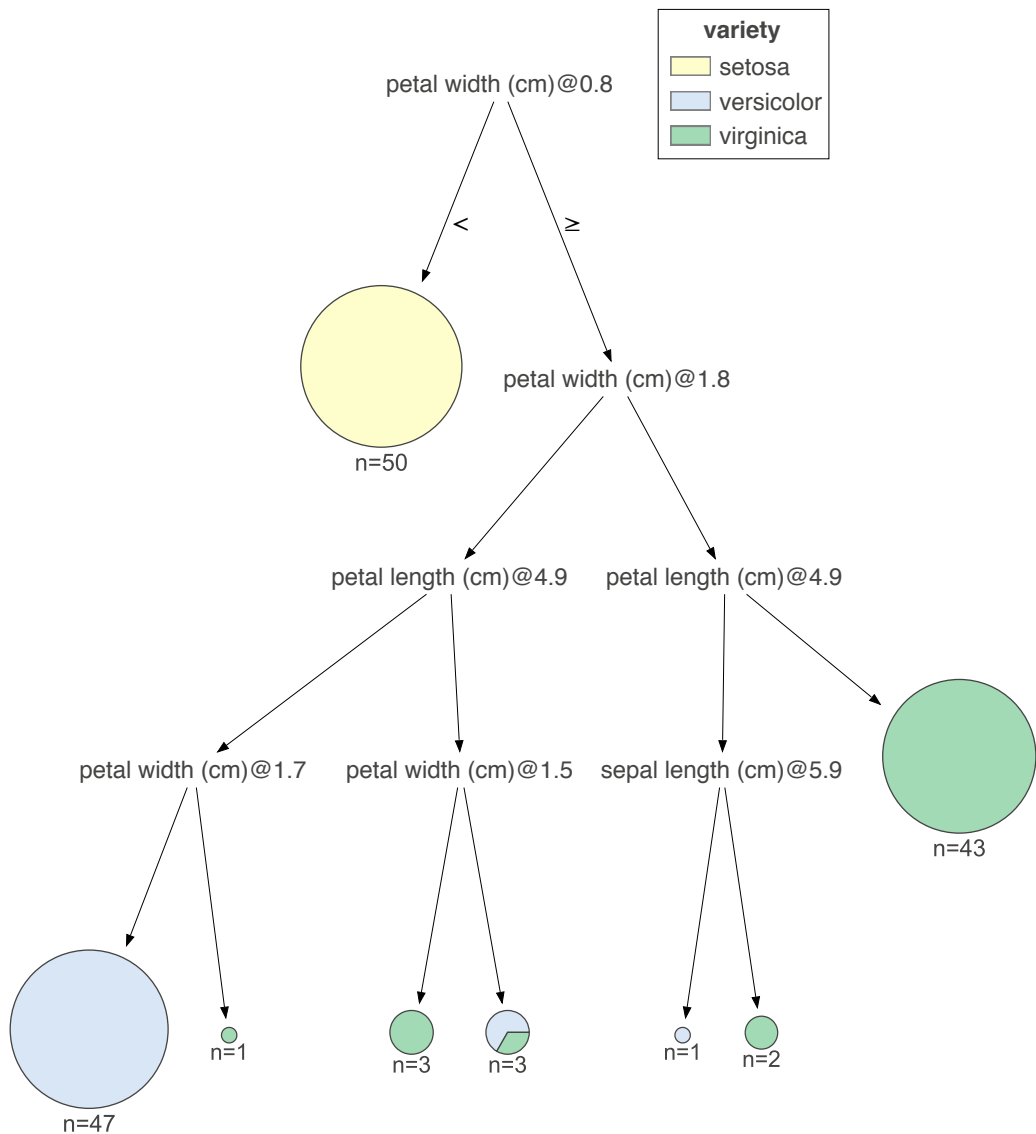 variety
setosa
versicolor
virginica
petal width (cm)@0.8
<
≥
n=50
petal width (cm)@1.8
petal length (cm)@4.9
petal length (cm)@4.9
petal width (cm)@1.7
petal width (cm)@1.5
sepal length (cm)@5.9
n=43
n=47
n=1
n=3
n=3
n=1
n=2